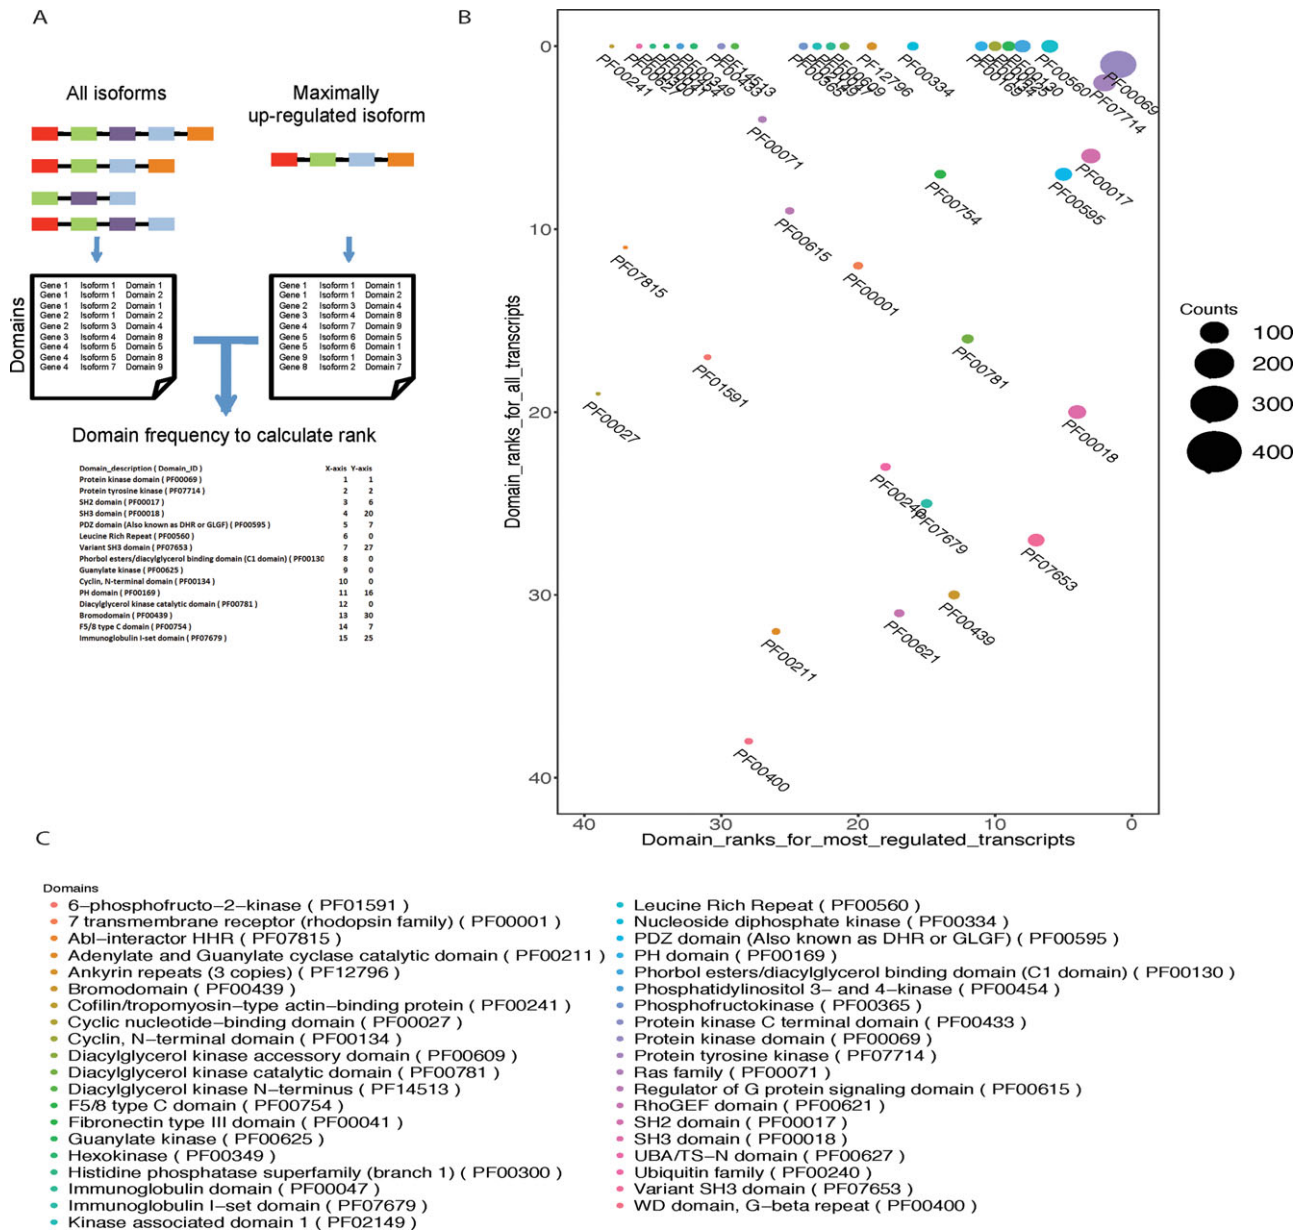 A
All isoforms
Maximally
up-regulated isoform
Domains
Gene 1 Isoform 1 Domain 1
Gene 1 Isoform 1 Domain 2
Gene 1 Isoform 2 Domain 1
Gene 2 Isoform 1 Domain 2
Gene 2 Isoform 3 Domain 4
Gene 3 Isoform 4 Domain 8
Gene 4 Isoform 5 Domain 5
Gene 4 Isoform 5 Domain 8
Gene 4 Isoform 7 Domain 9
Gene 1 Isoform 1 Domain 1
Gene 1 Isoform 1 Domain 2
Gene 2 Isoform 3 Domain 4
Gene 3 Isoform 4 Domain 8
Gene 4 Isoform 7 Domain 9
Gene 5 Isoform 6 Domain 5
Gene 5 Isoform 6 Domain 1
Gene 9 Isoform 1 Domain 3
Gene 8 Isoform 2 Domain 7
Domain frequency to calculate rank
Domain_description ( Domain_ID ) X-axis Y-axis
Protein kinase domain ( PF00069) 1 1
Protein tyrosine kinase ( PF07714) 2 2
SH2 domain ( PF00017) 3 6
SH3 domain ( PF00018) 4 20
PDZ domain (Also known as DHR or GLGF) ( PF00595) 5 7
Leucine Rich Repeat ( PF00560) 6 0
Variant SH3 domain ( PF07653) 7 27
Phorbol esters/diacylglycerol binding domain (C1 domain) ( PF00130 8 0
Guanylate kinase ( PF00625) 9 0
Cyclin, N-terminal domain ( PF00134) 10 0
PH domain ( PF00169) 11 16
Diacylglycerol kinase catalytic domain ( PF00781) 12 0
Bromodomain ( PF00439) 13 30
F5/8 type C domain ( PF00754) 14 7
Immunoglobulin I-set domain ( PF07679) 15 25
B
Domain_ranks_for_all_transcripts
0
10
20
30
40
PF00241
PF00627
PF00349
PF00433
PF14513
PF00365
PF00609
PF12796
PF00334
PF00169
PF00625
PF00130
PF00560
PF00069
PF07714
PF00071
PF00017
PF00754
PF00595
PF00615
PF07815
PF00001
PF00781
PF01591
PF00027
PF00018
PF00240
PF07679
PF07653
PF00439
PF00621
PF00211
PF00400
40 30 20 10 0
Domain_ranks_for_most_regulated_transcripts
Counts
100
200
300
400
C
Domains
6-phosphofructo-2-kinase ( PF01591 )
7 transmembrane receptor (rhodopsin family) ( PF00001 )
Abl-interactor HHR ( PF07815 )
Adenylate and Guanylate cyclase catalytic domain ( PF00211 )
Ankyrin repeats (3 copies) ( PF12796 )
Bromodomain ( PF00439 )
Cofilin/tropomyosin-type actin-binding protein ( PF00241 )
Cyclic nucleotide-binding domain ( PF00027 )
Cyclin, N-terminal domain ( PF00134 )
Diacylglycerol kinase accessory domain ( PF00609 )
Diacylglycerol kinase catalytic domain ( PF00781 )
Diacylglycerol kinase N-terminus ( PF14513 )
F5/8 type C domain ( PF00754 )
Fibronectin type III domain ( PF00041 )
Guanylate kinase ( PF00625 )
Hexokinase ( PF00349 )
Histidine phosphatase superfamily (branch 1) ( PF00300 )
Immunoglobulin domain ( PF00047 )
Immunoglobulin I-set domain ( PF07679 )
Kinase associated domain 1 ( PF02149 )
Leucine Rich Repeat ( PF00560 )
Nucleoside diphosphate kinase ( PF00334 )
PDZ domain (Also known as DHR or GLGF) ( PF00595 )
PH domain ( PF00169 )
Phorbol esters/diacylglycerol binding domain (C1 domain) ( PF00130 )
Phosphatidylinositol 3- and 4-kinase ( PF00454 )
Phosphofructokinase ( PF00365 )
Protein kinase C terminal domain ( PF00433 )
Protein kinase domain ( PF00069 )
Protein tyrosine kinase ( PF07714 )
Ras family ( PF00071 )
Regulator of G protein signaling domain ( PF00615 )
RhoGEF domain ( PF00621 )
SH2 domain ( PF00017 )
SH3 domain ( PF00018 )
UBA/TS-N domain ( PF00627 )
Ubiquitin family ( PF00240 )
Variant SH3 domain ( PF07653 )
WD domain, G-beta repeat ( PF00400 )